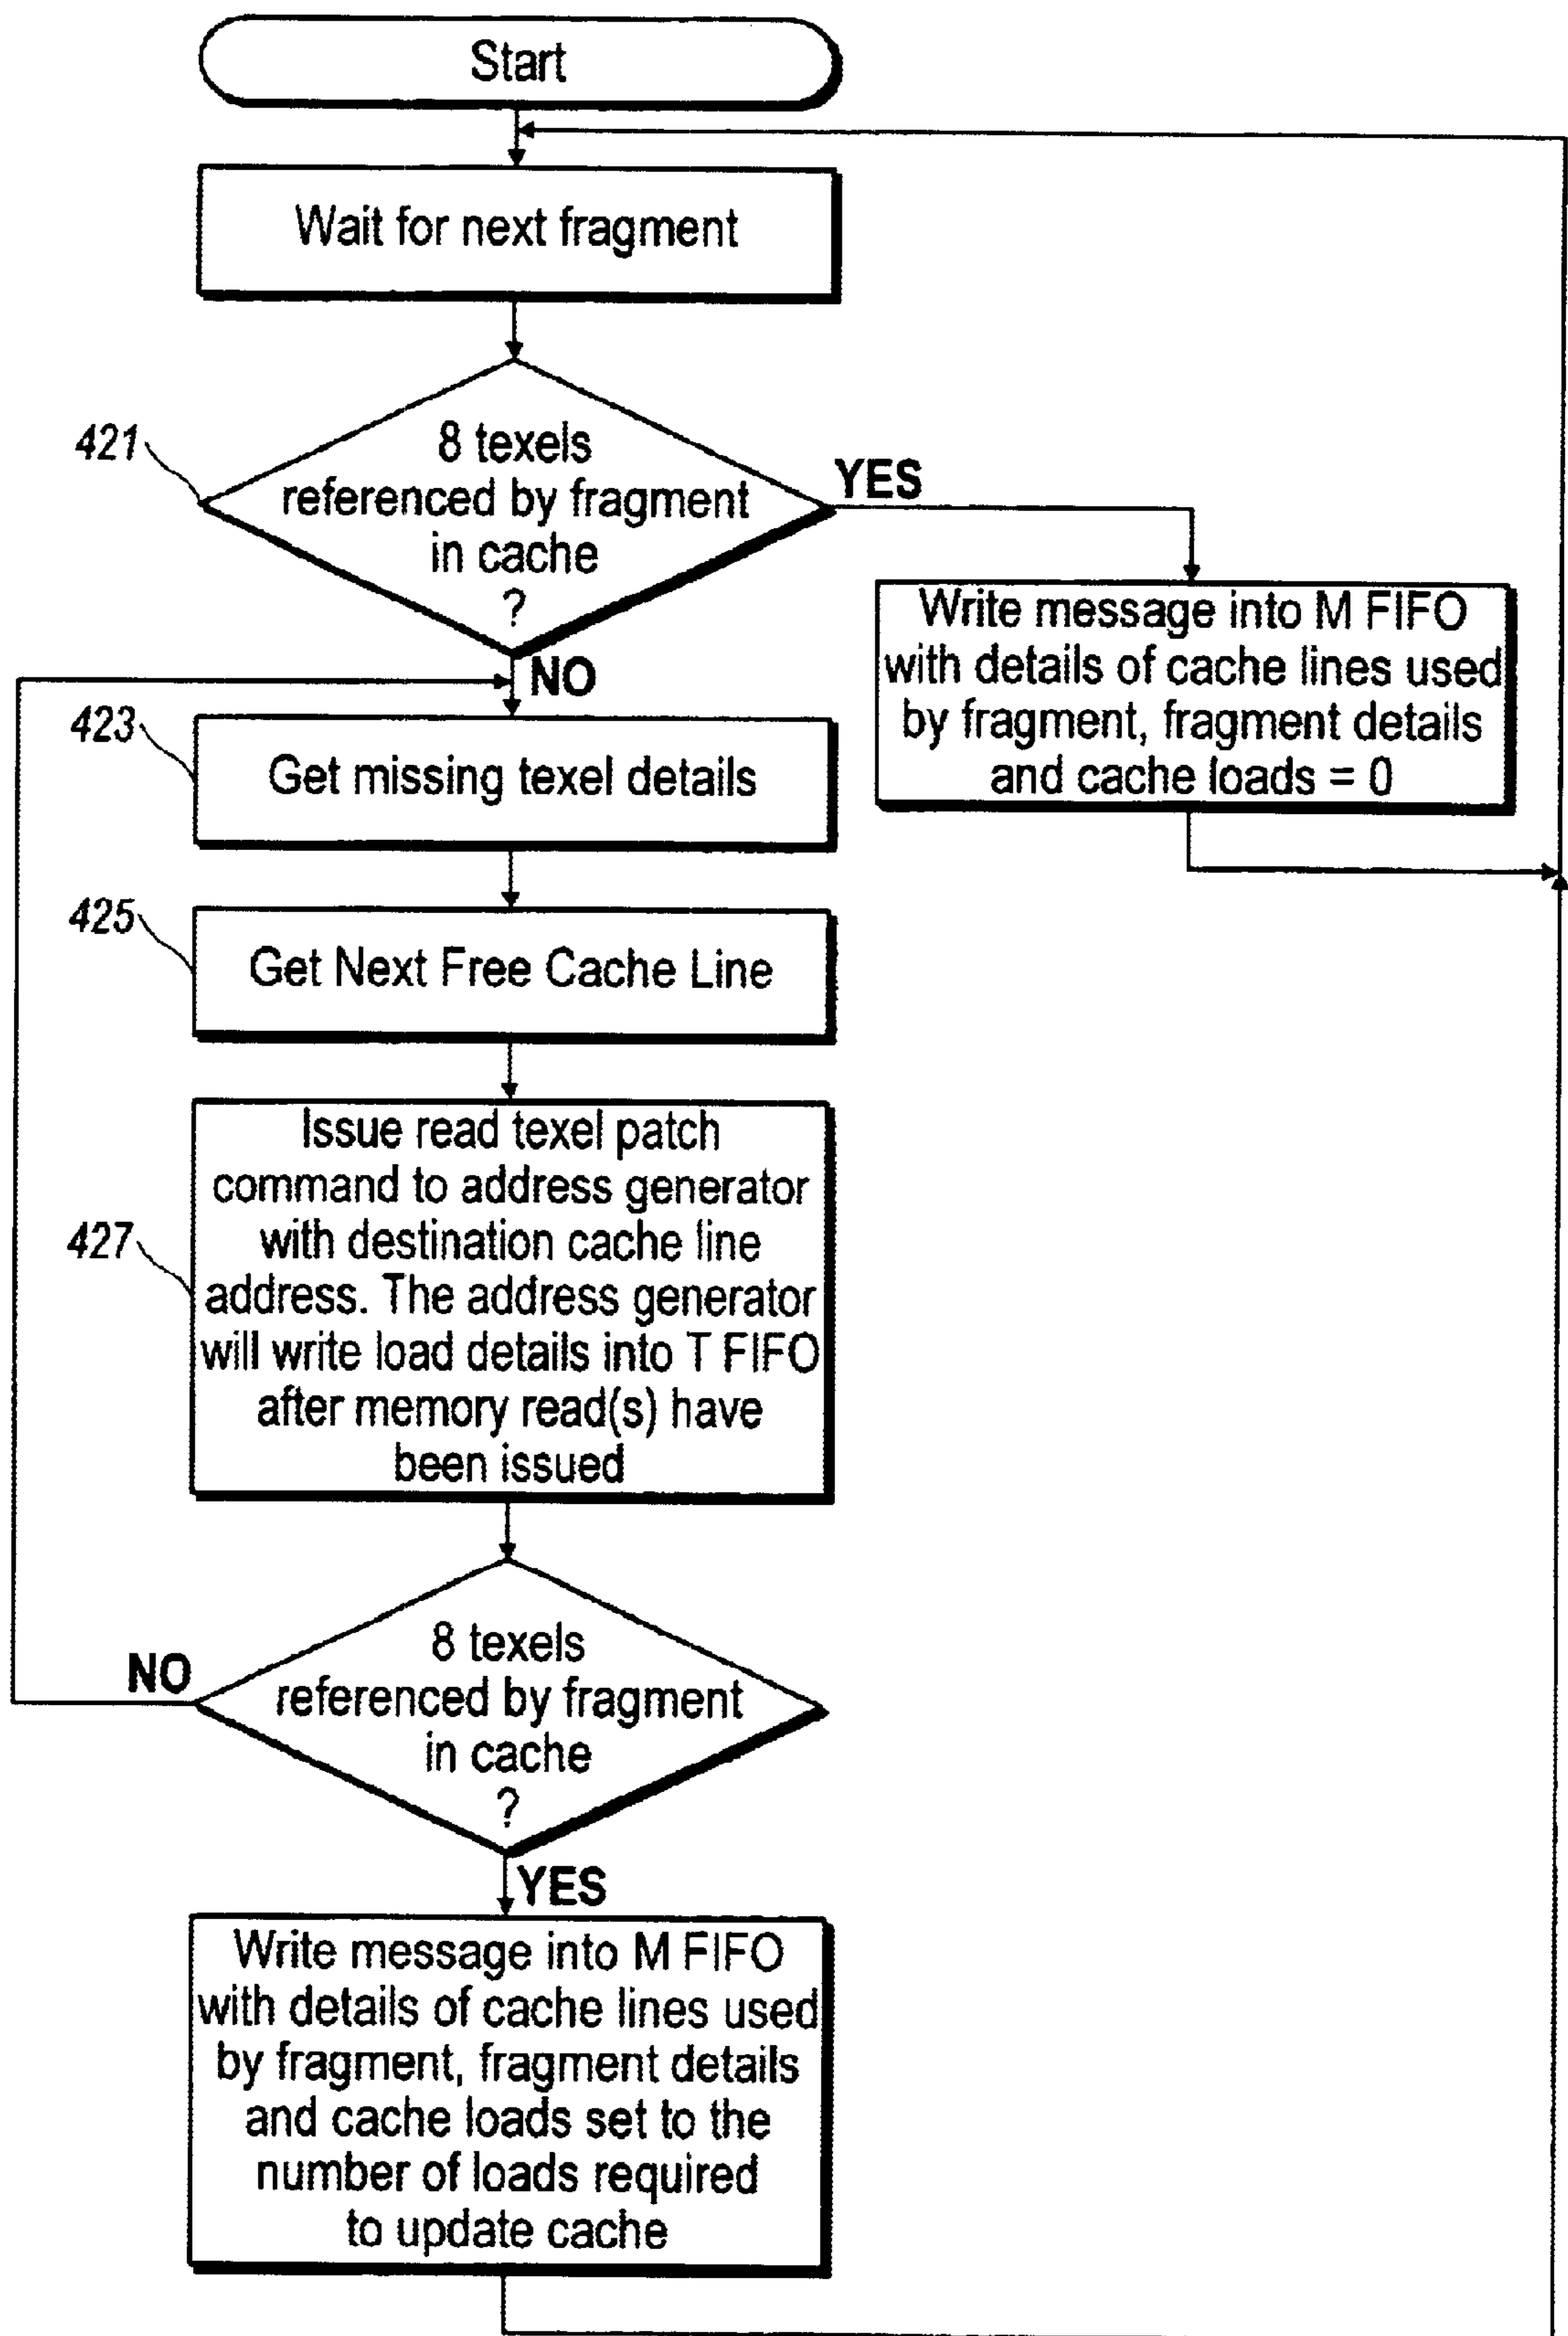 Start
Wait for next fragment
421
8 texels
referenced by fragment
in cache
?
YES
Write message into M FIFO
with details of cache lines used
by fragment, fragment details
and cache loads = 0
NO
423
Get missing texel details
425
Get Next Free Cache Line
427
Issue read texel patch
command to address generator
with destination cache line
address. The address generator
will write load details into T FIFO
after memory read(s) have
been issued
8 texels
referenced by fragment
in cache
?
NO
YES
Write message into M FIFO
with details of cache lines used
by fragment, fragment details
and cache loads set to the
number of loads required
to update cache